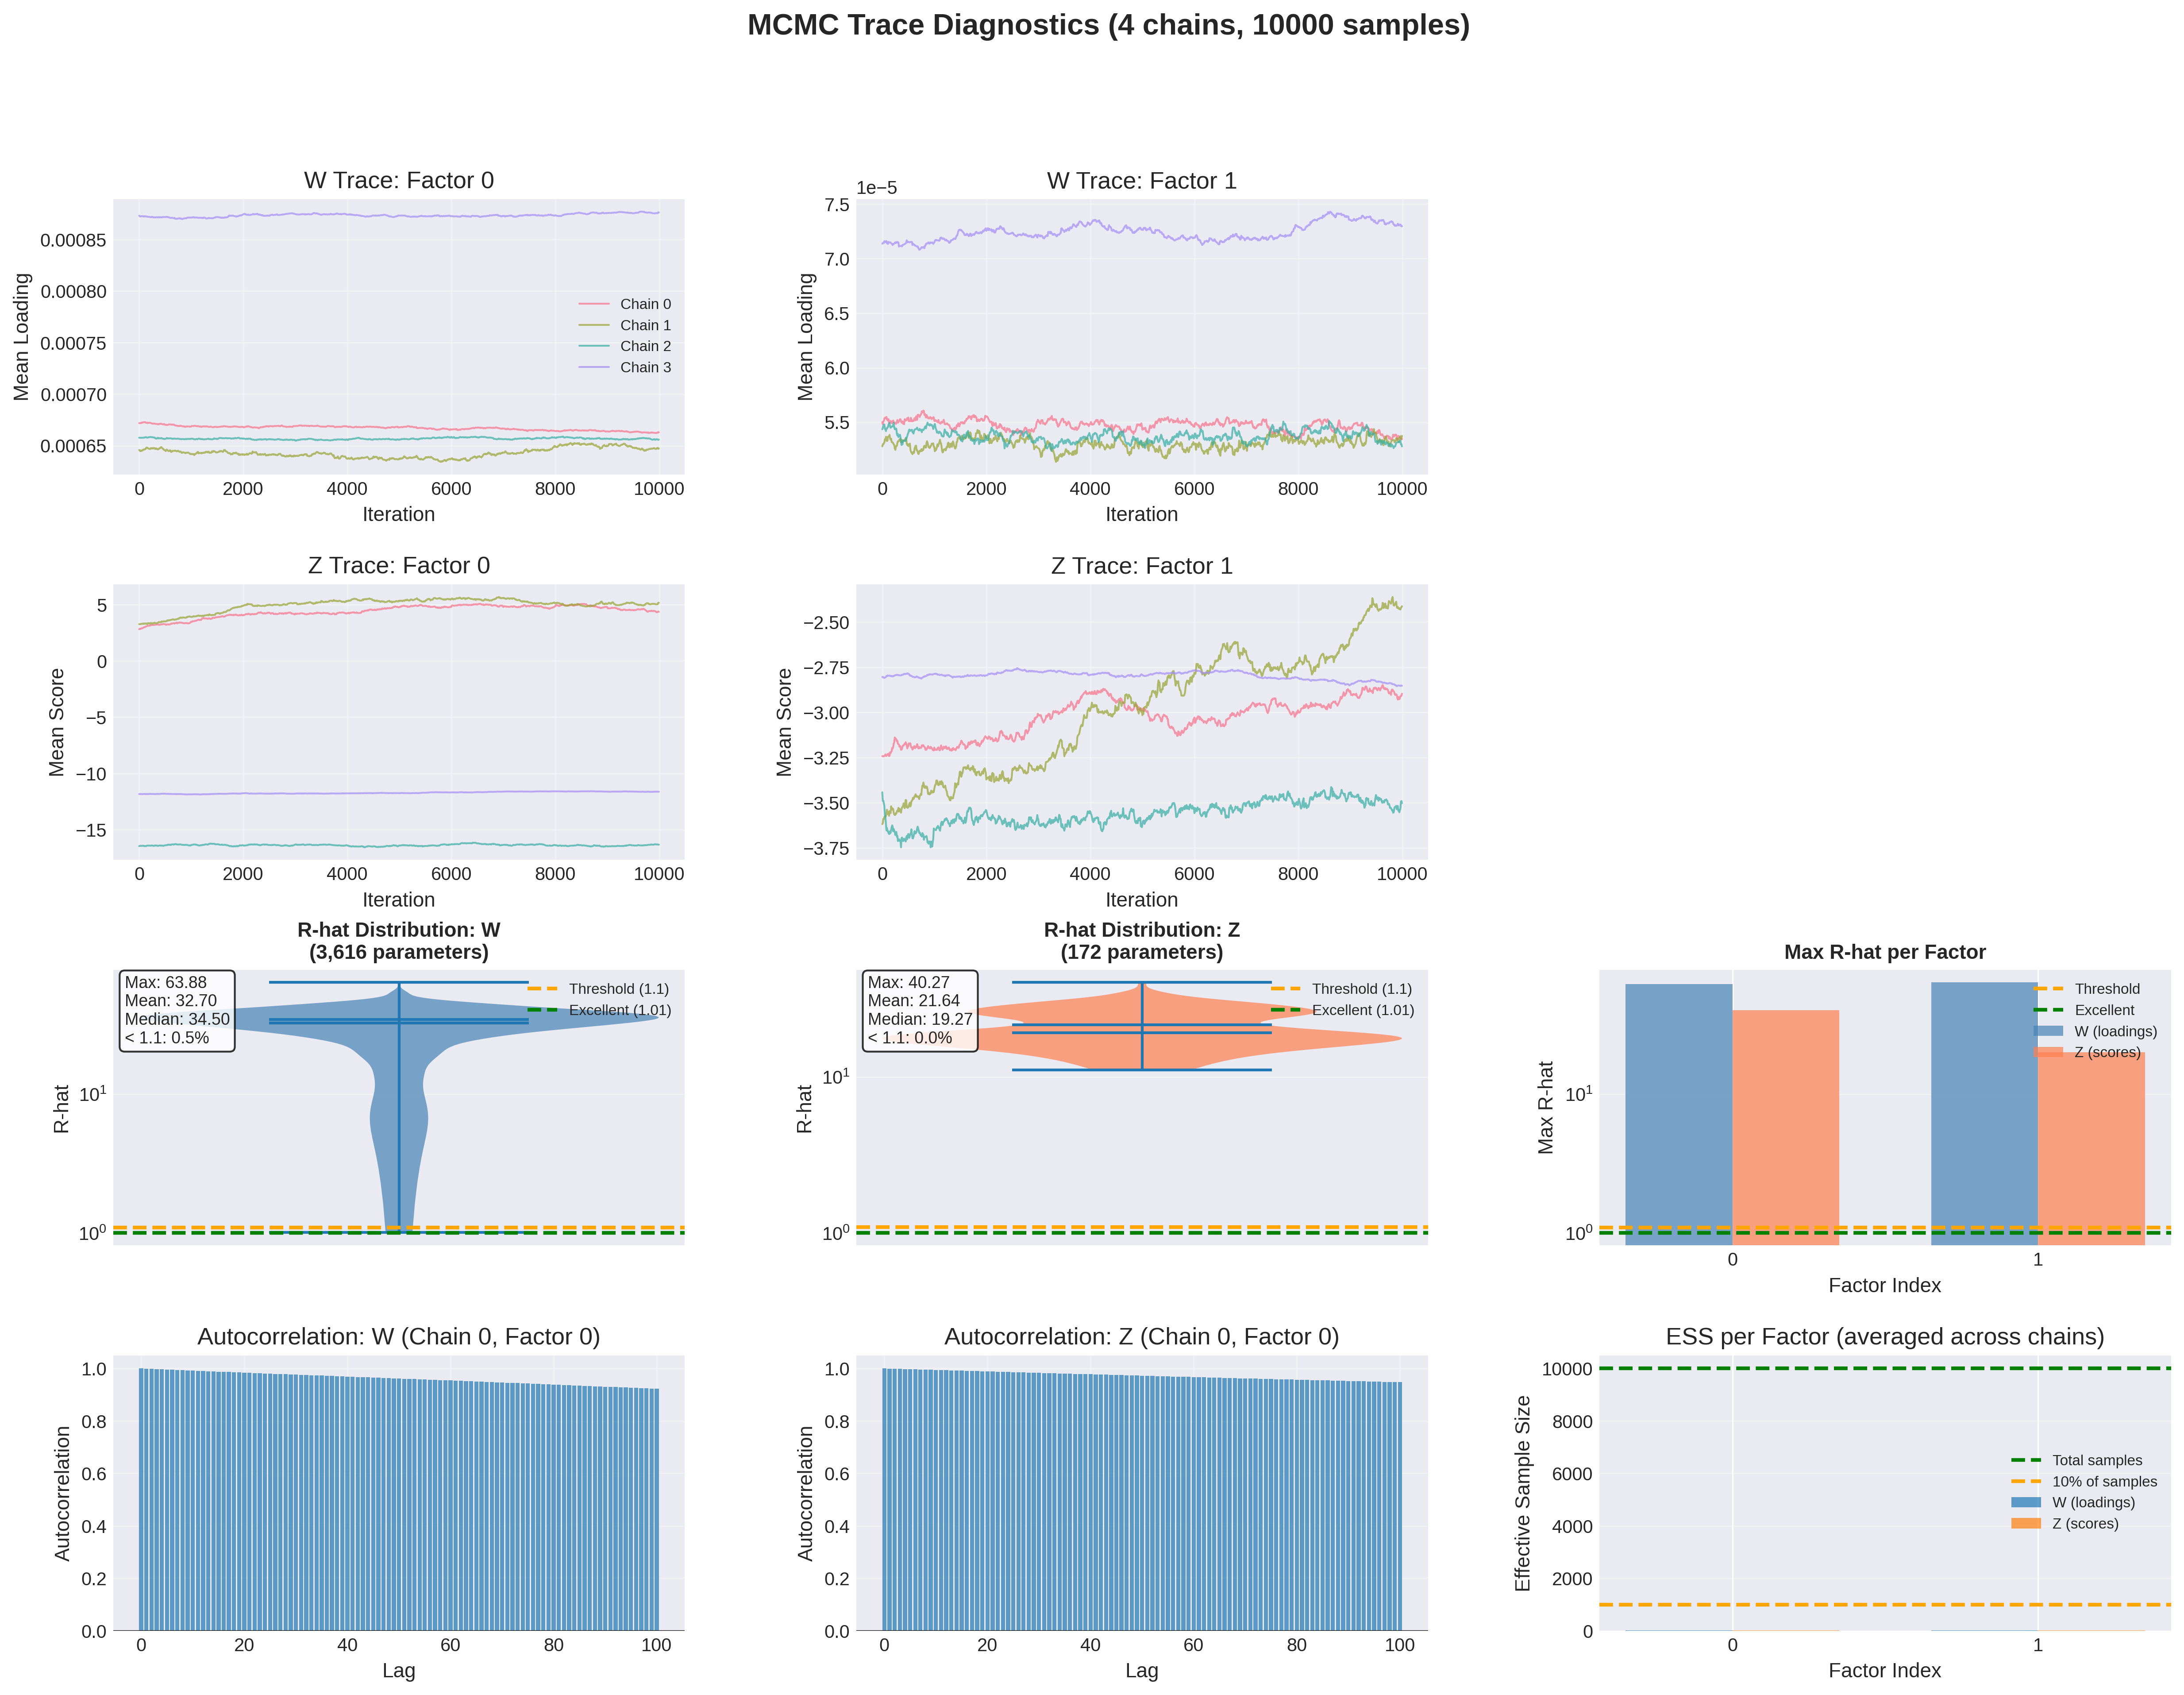 MCMC Trace Diagnostics (4 chains, 10000 samples)
W Trace: Factor 0
Mean Loading
0.00085
0.00080
0.00075
0.00070
0.00065
Chain 0
Chain 1
Chain 2
Chain 3
0 2000 4000 6000 8000 10000
Iteration
W Trace: Factor 1
1e−5
Mean Loading
7.5
7.0
6.5
6.0
5.5
0 2000 4000 6000 8000 10000
Iteration
Z Trace: Factor 0
Mean Score
5
0
−5
−10
−15
0 2000 4000 6000 8000 10000
Iteration
Z Trace: Factor 1
Mean Score
−2.50
−2.75
−3.00
−3.25
−3.50
−3.75
0 2000 4000 6000 8000 10000
Iteration
R-hat Distribution: W
(3,616 parameters)
Max: 63.88
Mean: 32.70
Median: 34.50
< 1.1: 0.5%
Threshold (1.1)
Excellent (1.01)
R-hat
10¹
10⁰
R-hat Distribution: Z
(172 parameters)
Max: 40.27
Mean: 21.64
Median: 19.27
< 1.1: 0.0%
Threshold (1.1)
Excellent (1.01)
R-hat
10¹
10⁰
Max R-hat per Factor
Threshold
Excellent
W (loadings)
Z (scores)
Max R-hat
10¹
10⁰
0 1
Factor Index
Autocorrelation: W (Chain 0, Factor 0)
Autocorrelation
1.0
0.8
0.6
0.4
0.2
0.0
0 20 40 60 80 100
Lag
Autocorrelation: Z (Chain 0, Factor 0)
Autocorrelation
1.0
0.8
0.6
0.4
0.2
0.0
0 20 40 60 80 100
Lag
ESS per Factor (averaged across chains)
Effective Sample Size
10000
8000
6000
4000
2000
0
Total samples
10% of samples
W (loadings)
Z (scores)
0 1
Factor Index